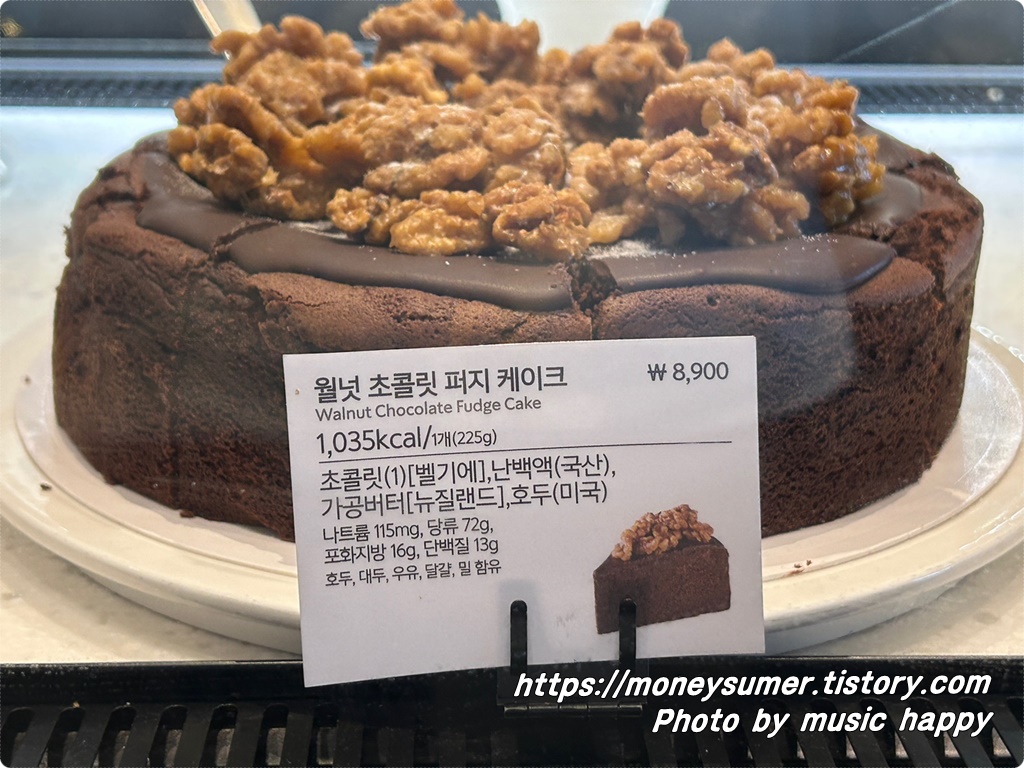 월넛 초콜릿 퍼지 케이크 ₩ 8,900
Walnut Chocolate Fudge Cake
1,035kcal/1개(225g)
초콜릿(1)[벨기에],난백액(국산),
가공버터[뉴질랜드],호두(미국)
나트륨 115mg, 당류 72g,
포화지방 16g, 단백질 13g
호두, 대두, 우유, 달걀, 밀 함유
https://moneysumer.tistory.com
Photo by music happy